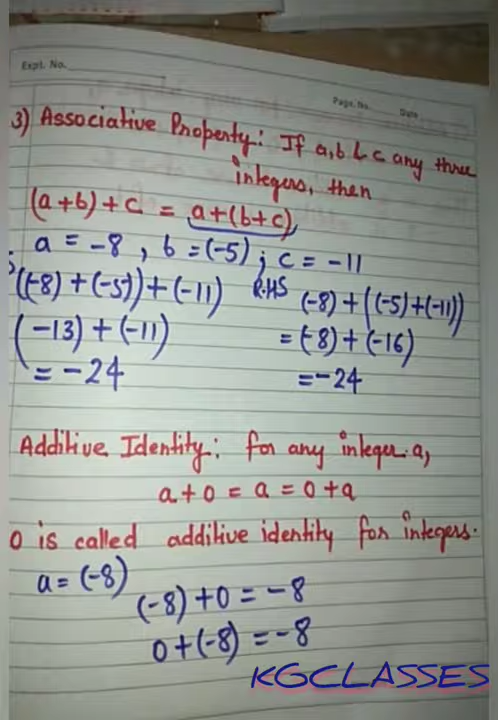 Expt. No.
Page. No. Date
3) Associative Property: If a,b & c any three
integers, then
(a+b)+c = a+(b+c),
a = -8, b = (-5); c = -11
((-8) + (-5)) + (-11) R.HS (-8) + ((-5)+(-11))
(-13) + (-11) = (-8) + (-16)
= -24 = -24
Additive Identity: for any integer a,
a+0 = a = 0+a
0 is called additive identity for integers.
a = (-8)
(-8) + 0 = -8
0 + (-8) = -8
KGCLASSES